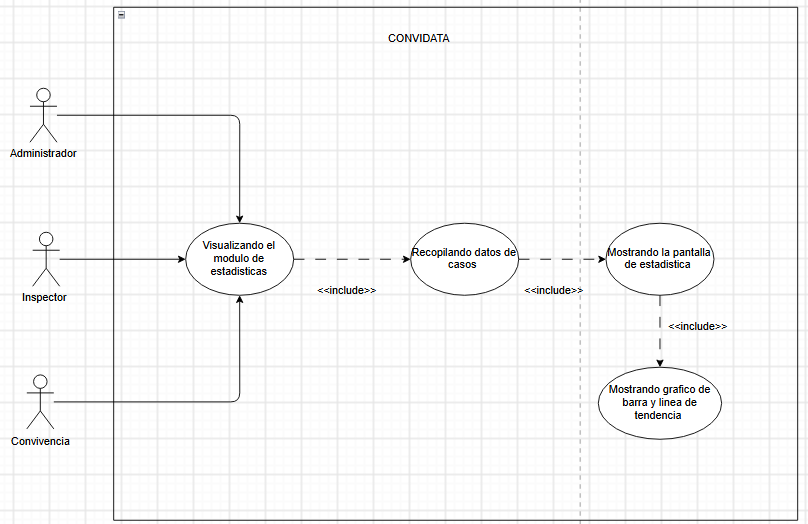 CONVIDATA
Administrador
Visualizando el
modulo de
estadisticas
Recopilando datos de
casos
Mostrando la pantalla
de estadistica
Inspector
<<include>>
<<include>>
<<include>>
Mostrando grafico de
barra y linea de
tendencia
Convivencia